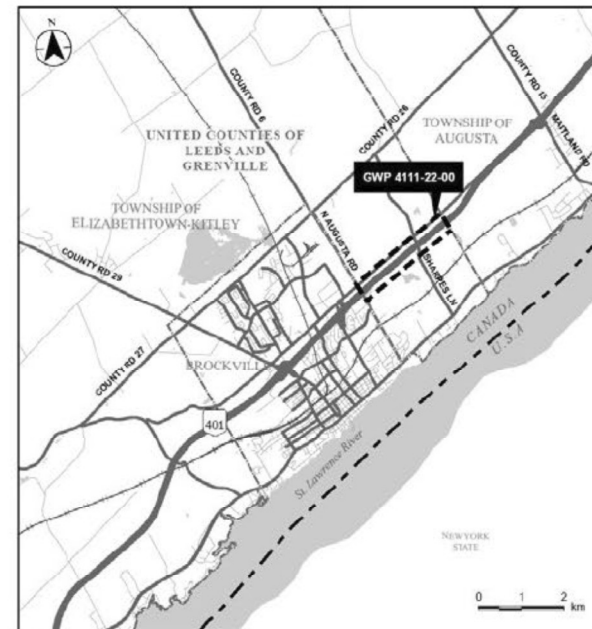 N
COUNTY RD 6
COUNTY RD 26
COUNTY RD 15
MAITLAND RD
TOWNSHIP OF
AUGUSTA
UNITED COUNTIES OF
LEEDS AND
GRENVILLE
GWP 4111-22-00
TOWNSHIP OF
ELIZABETHTOWN-KITLEY
N AUGUSTA RD
SHARPES LN
COUNTY RD 29
CANADA
U.S.A
COUNTY RD 27
BROCKVILL
401
St. Lawrence River
NEW YORK
STATE
0 1 2
km